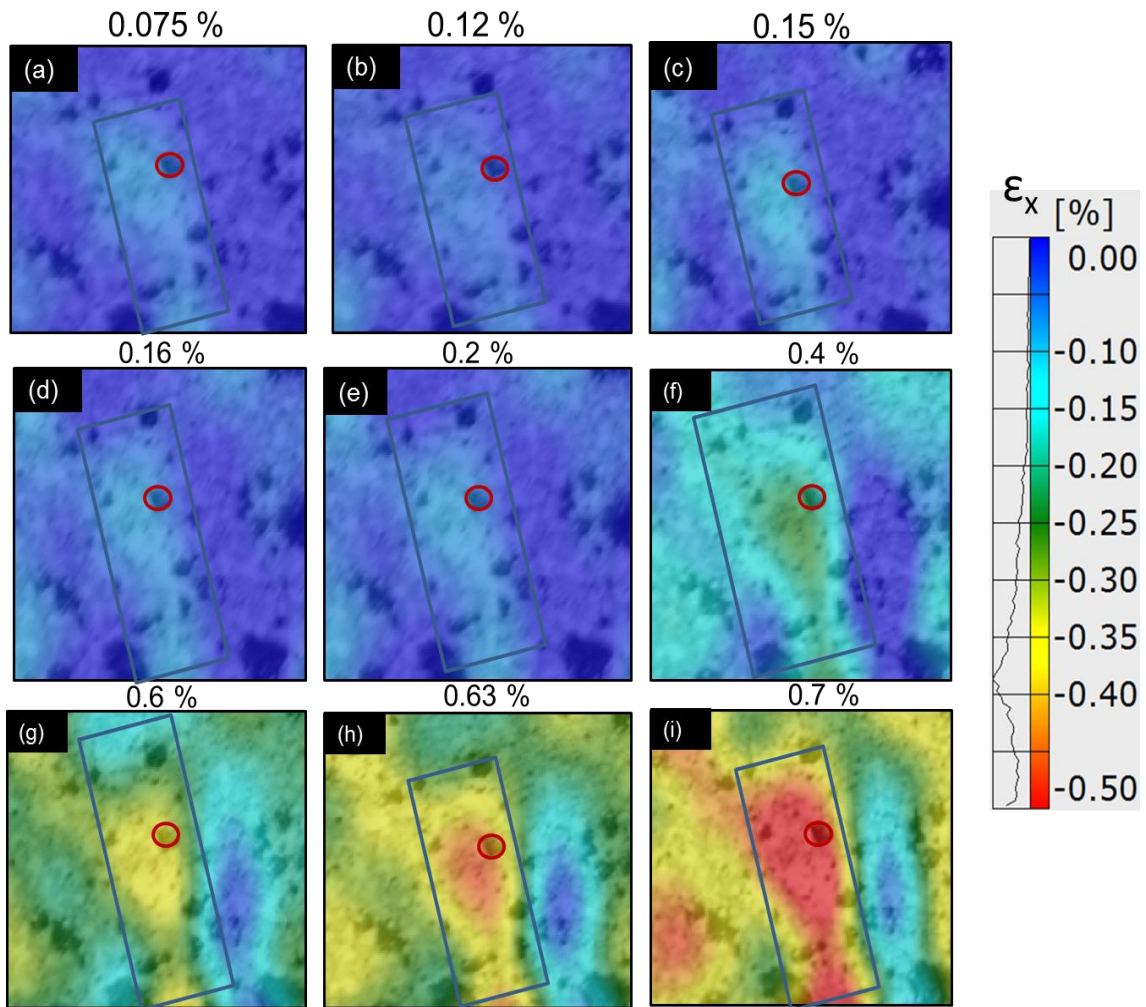 0.075 %
0.12 %
0.15 %
(a)
(b)
(c)
0.16 %
0.2 %
0.4 %
(d)
(e)
(f)
0.6 %
0.63 %
0.7 %
(g)
(h)
(i)
εx [%]
0.00
-0.10
-0.15
-0.20
-0.25
-0.30
-0.35
-0.40
-0.50